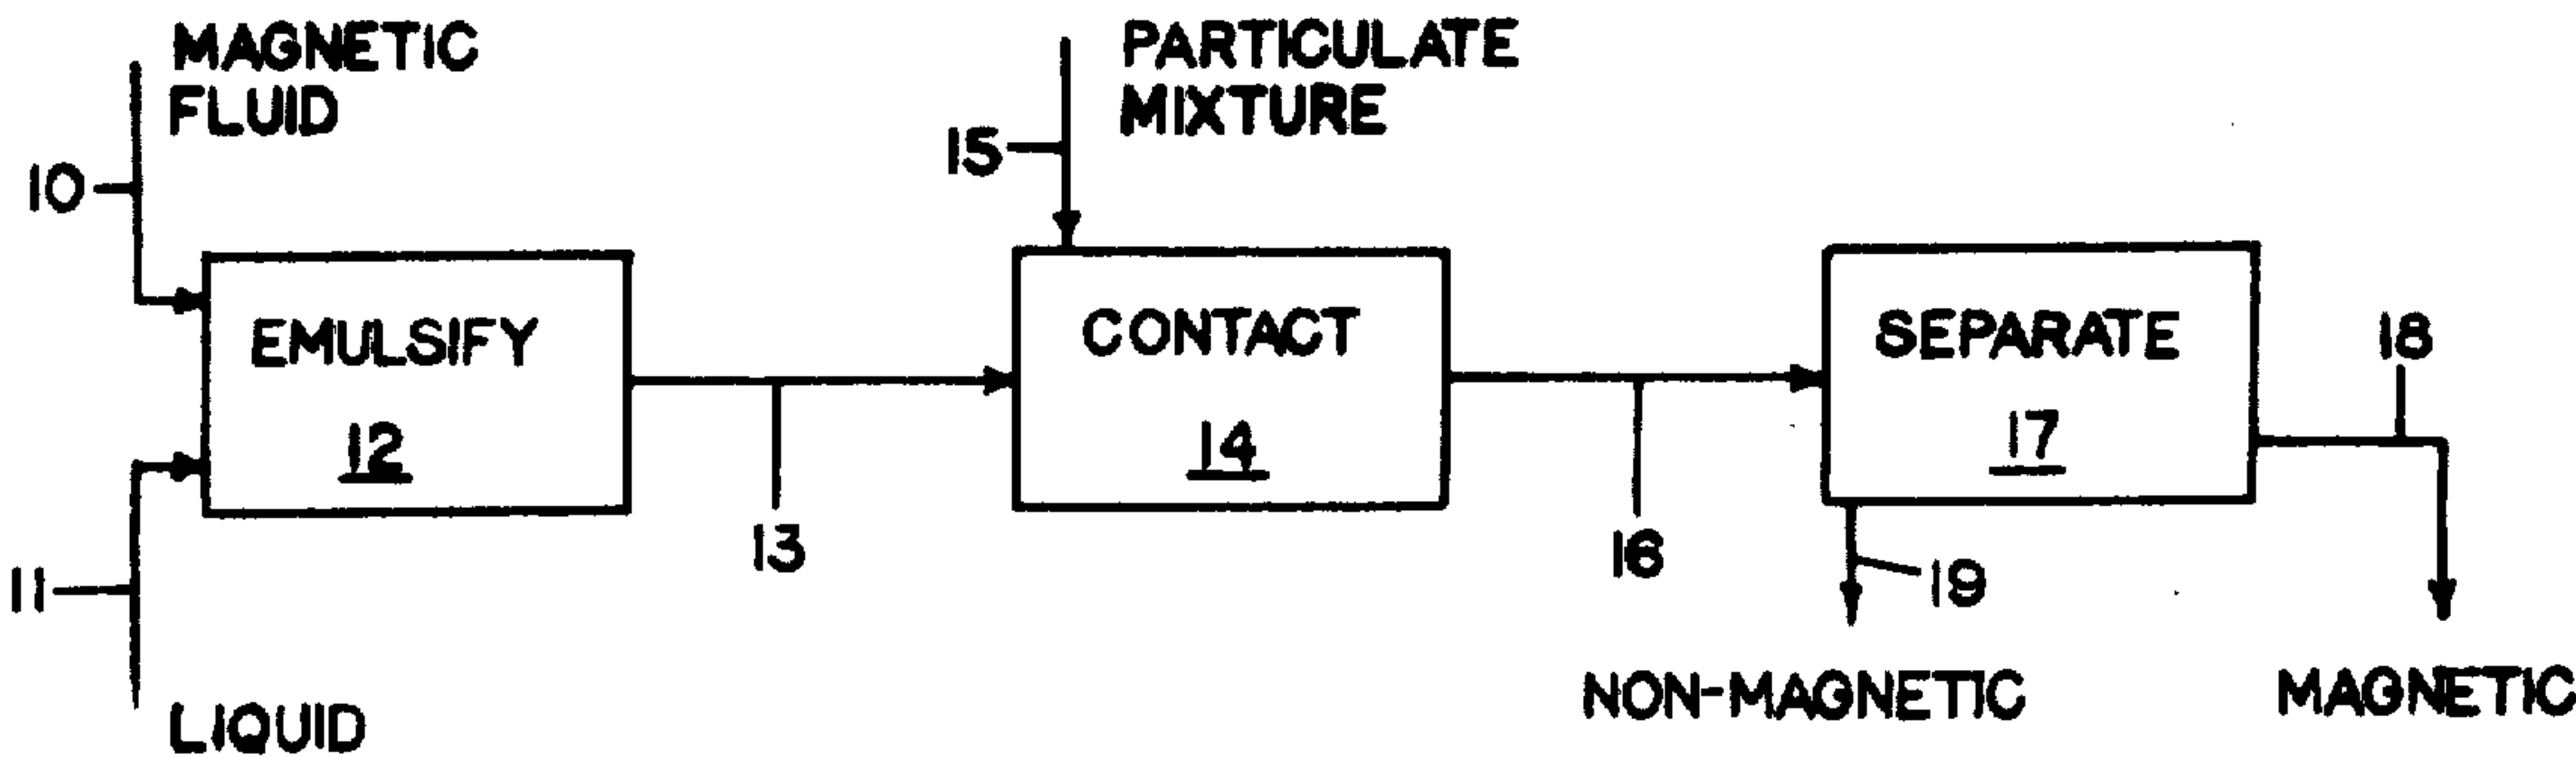 MAGNETIC
FLUID
10
PARTICULATE
MIXTURE
15
EMULSIFY
12
CONTACT
14
SEPARATE
17
18
11
13
16
19
LIQUID
NON-MAGNETIC
MAGNETIC